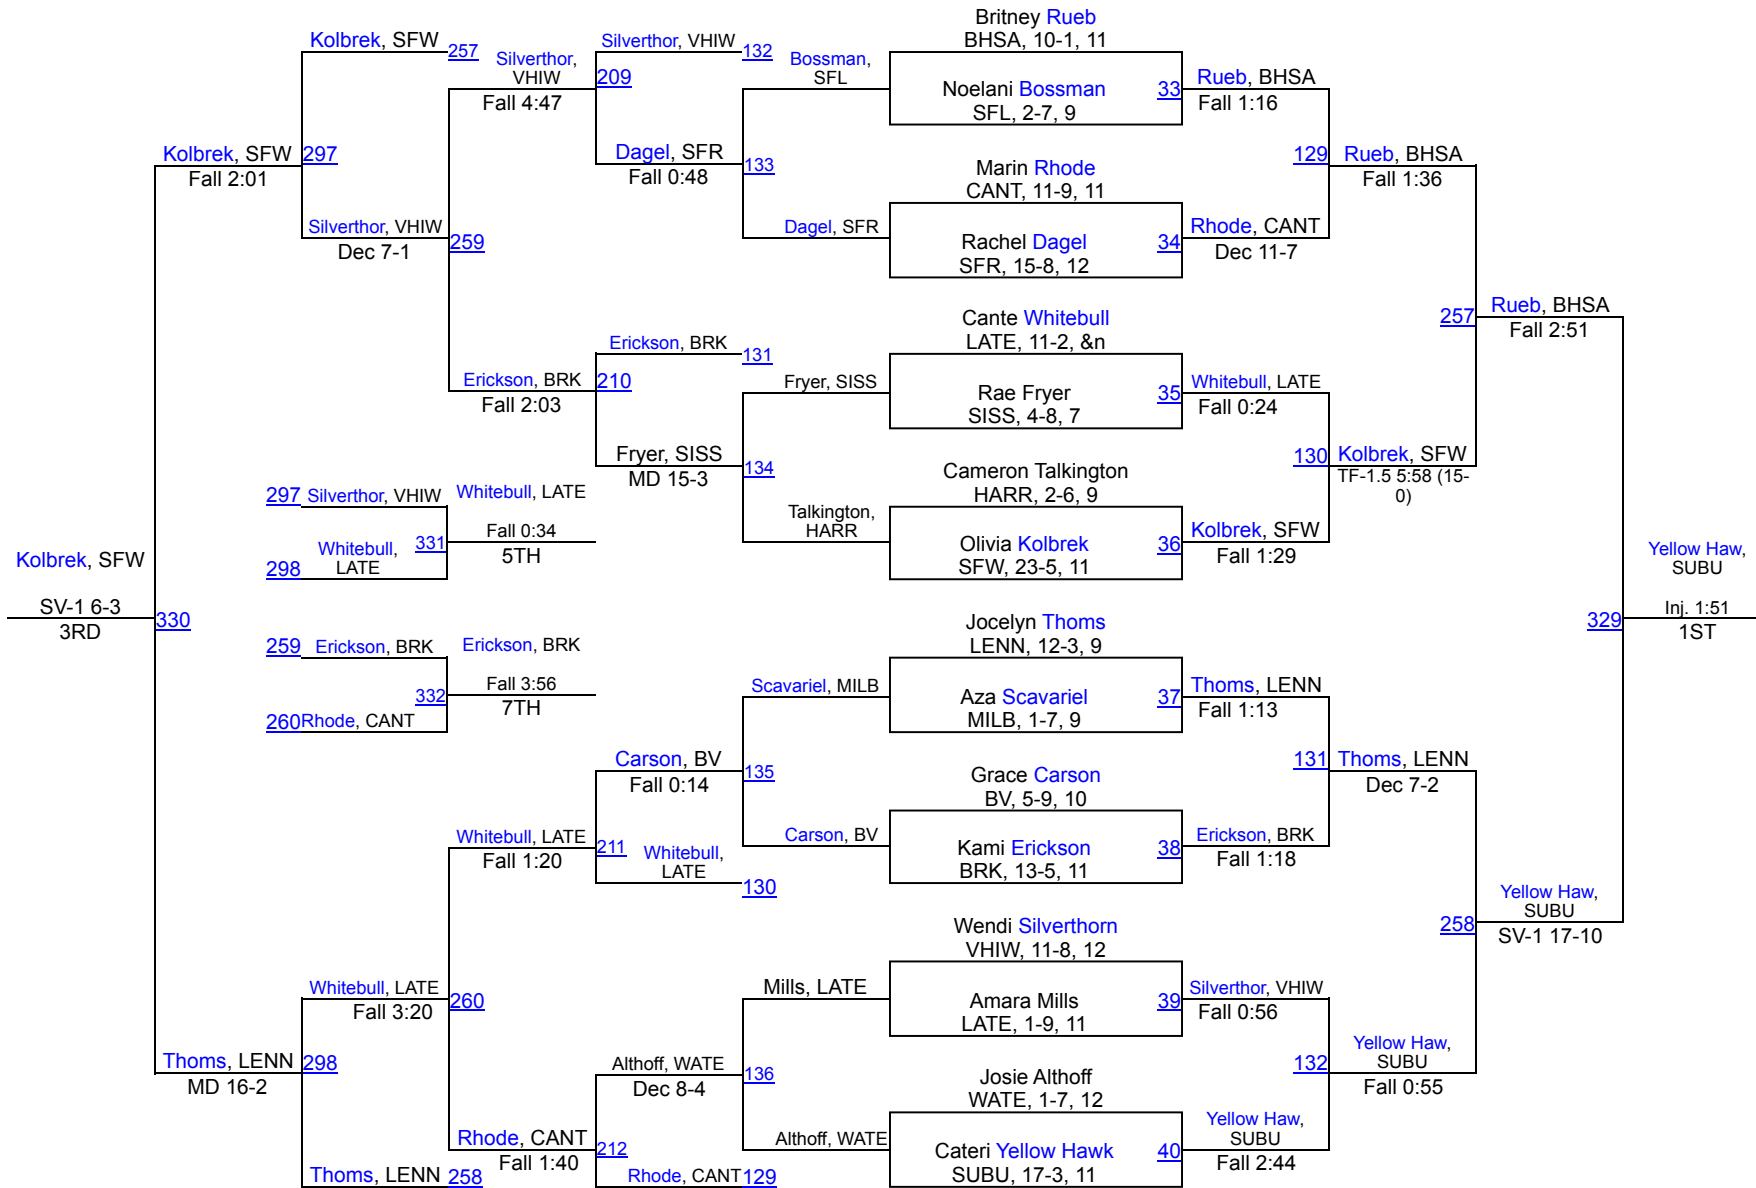 Kolbrek, SFW
257
Silverthor,
VHIW
Fall 4:47
Silverthor, VHIW
132
209
Bossman,
SFL
Britney Rueb
BHSA, 10-1, 11
Noelani Bossman
SFL, 2-7, 9
33
Rueb, BHSA
Fall 1:16
Kolbrek, SFW
Fall 2:01
297
Dagel, SFR
Fall 0:48
133
Marin Rhode
CANT, 11-9, 11
129
Rueb, BHSA
Fall 1:36
Silverthor, VHIW
Dec 7-1
259
Dagel, SFR
Rachel Dagel
SFR, 15-8, 12
34
Rhode, CANT
Dec 11-7
Cante Whitebull
LATE, 11-2, &n
257
Rueb, BHSA
Fall 2:51
Erickson, BRK
131
Erickson, BRK
Fall 2:03
210
Fryer, SISS
Rae Fryer
SISS, 4-8, 7
35
Whitebull, LATE
Fall 0:24
Fryer, SISS
MD 15-3
134
Cameron Talkington
HARR, 2-6, 9
130
Kolbrek, SFW
TF-1.5 5:58 (15-
0)
297
Silverthor, VHIW
Whitebull, LATE
Fall 0:34
5TH
331
298
Whitebull,
LATE
Talkington,
HARR
Olivia Kolbrek
SFW, 23-5, 11
36
Kolbrek, SFW
Fall 1:29
Kolbrek, SFW
SV-1 6-3
3RD
330
Yellow Haw,
SUBU
Inj. 1:51
1ST
329
259
Erickson, BRK
Erickson, BRK
Fall 3:56
7TH
332
260
Rhode, CANT
Jocelyn Thoms
LENN, 12-3, 9
Scavariel, MILB
Aza Scavariel
MILB, 1-7, 9
37
Thoms, LENN
Fall 1:13
Carson, BV
Fall 0:14
135
Grace Carson
BV, 5-9, 10
131
Thoms, LENN
Dec 7-2
Whitebull, LATE
Fall 1:20
211
Whitebull,
LATE
130
Carson, BV
Kami Erickson
BRK, 13-5, 11
38
Erickson, BRK
Fall 1:18
Wendi Silverthorn
VHIW, 11-8, 12
258
Yellow Haw,
SUBU
SV-1 17-10
Whitebull, LATE
Fall 3:20
260
Mills, LATE
Amara Mills
LATE, 1-9, 11
39
Silverthor, VHIW
Fall 0:56
Thoms, LENN
MD 16-2
298
Althoff, WATE
Dec 8-4
136
Josie Althoff
WATE, 1-7, 12
132
Yellow Haw,
SUBU
Fall 0:55
Rhode, CANT
Fall 1:40
212
Althoff, WATE
Cateri Yellow Hawk
SUBU, 17-3, 11
40
Yellow Haw,
SUBU
Fall 2:44
Thoms, LENN
258
Rhode, CANT
129